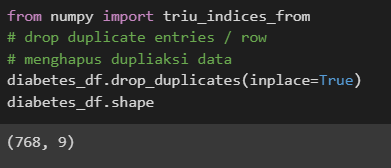 from numpy import triu_indices_from
# drop duplicate entries / row
# menghapus dupliaksi data
diabetes_df.drop_duplicates(inplace=True)
diabetes_df.shape
(768, 9)